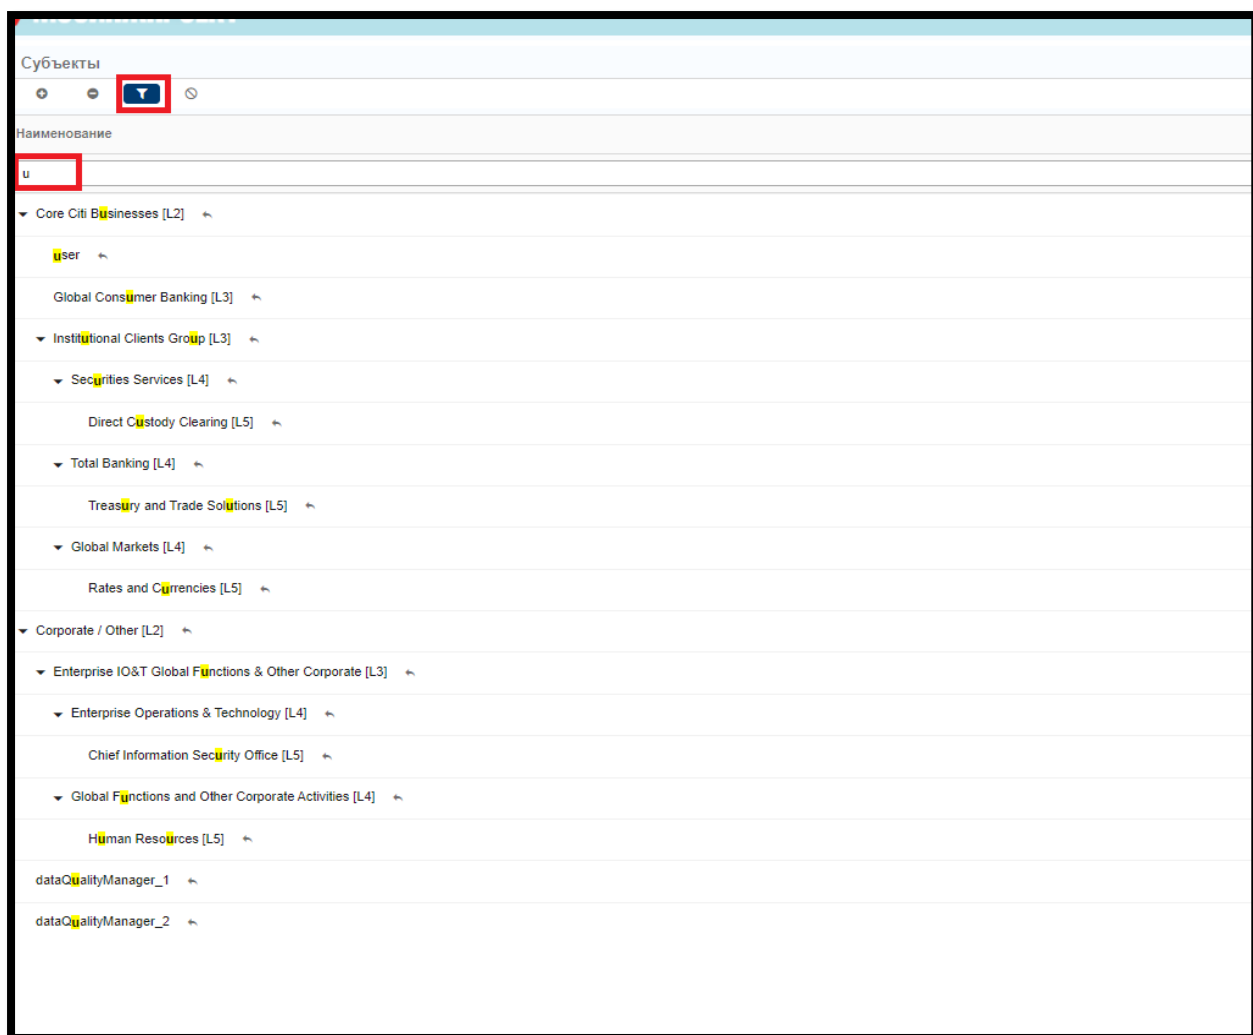 Субъекты
Наименование
u
Core Citi Businesses [L2]
user
Global Consumer Banking [L3]
Institutional Clients Group [L3]
Securities Services [L4]
Direct Custody Clearing [L5]
Total Banking [L4]
Treasury and Trade Solutions [L5]
Global Markets [L4]
Rates and Currencies [L5]
Corporate / Other [L2]
Enterprise IO&T Global Functions & Other Corporate [L3]
Enterprise Operations & Technology [L4]
Chief Information Security Office [L5]
Global Functions and Other Corporate Activities [L4]
Human Resources [L5]
dataQualityManager_1
dataQualityManager_2